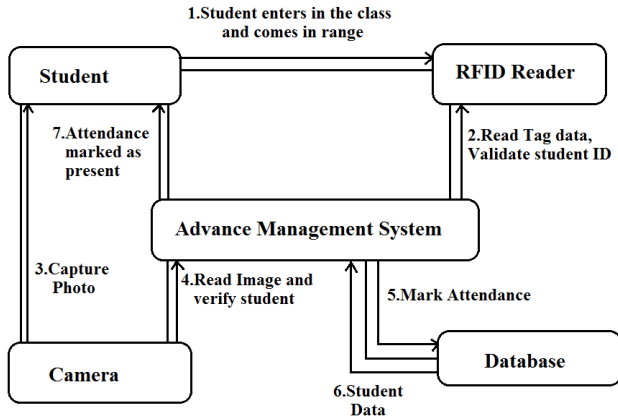 1.Student enters in the class
and comes in range
Student
RFID Reader
7.Attendance
marked as
present
2.Read Tag data,
Validate student ID
Advance Management System
3.Capture
Photo
4.Read Image and
verify student
5.Mark Attendance
Camera
Database
6.Student
Data